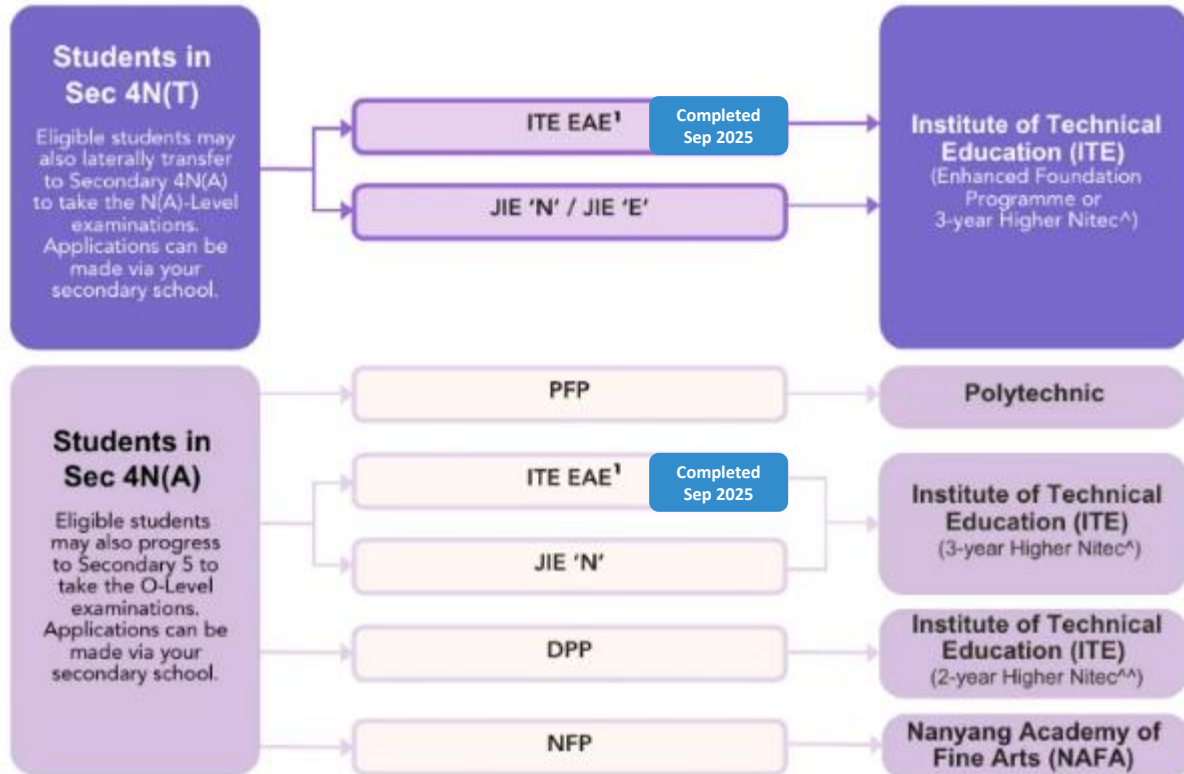 Students in
Sec 4N(T)
Eligible students may
also laterally transfer
to Secondary 4N(A)
to take the N(A)-Level
examinations.
Applications can be
made via your
secondary school.
ITE EAE¹
Completed
Sep 2025
JIE ‘N’ / JIE ‘E’
Institute of Technical
Education (ITE)
(Enhanced Foundation
Programme or
3-year Higher Nitec^)
Students in
Sec 4N(A)
Eligible students
may also progress
to Secondary 5 to
take the O-Level
examinations.
Applications can be
made via your
secondary school.
PFP
Polytechnic
ITE EAE¹
Completed
Sep 2025
JIE ‘N’
Institute of Technical
Education (ITE)
(3-year Higher Nitec^)
DPP
Institute of Technical
Education (ITE)
(2-year Higher Nitec^^)
NFP
Nanyang Academy of
Fine Arts (NAFA)